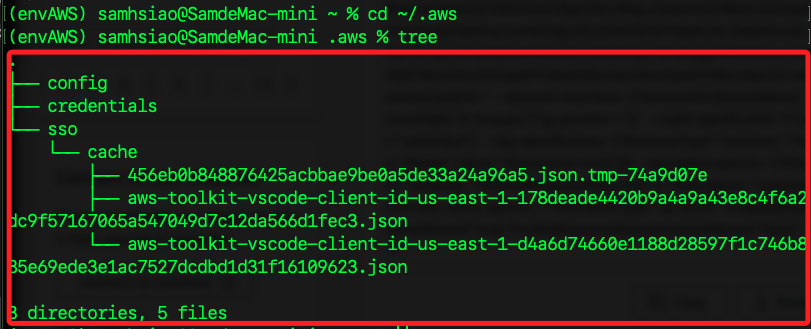 (envAWS) samhsiao@SamdeMac-mini ~ % cd ~/.aws
(envAWS) samhsiao@SamdeMac-mini .aws % tree
.
├── config
├── credentials
└── sso
    └── cache
        ├── 456eb0b848876425acbbae9be0a5de33a24a96a5.json.tmp-74a9d07e
        ├── aws-toolkit-vscode-client-id-us-east-1-178deade4420b9a4a9a43e8c4f6a2
dc9f57167065a547049d7c12da566d1fec3.json
        └── aws-toolkit-vscode-client-id-us-east-1-d4a6d74660e1188d28597f1c746b8
35e69ede3e1ac7527dcdbd1d31f16109623.json
3 directories, 5 files